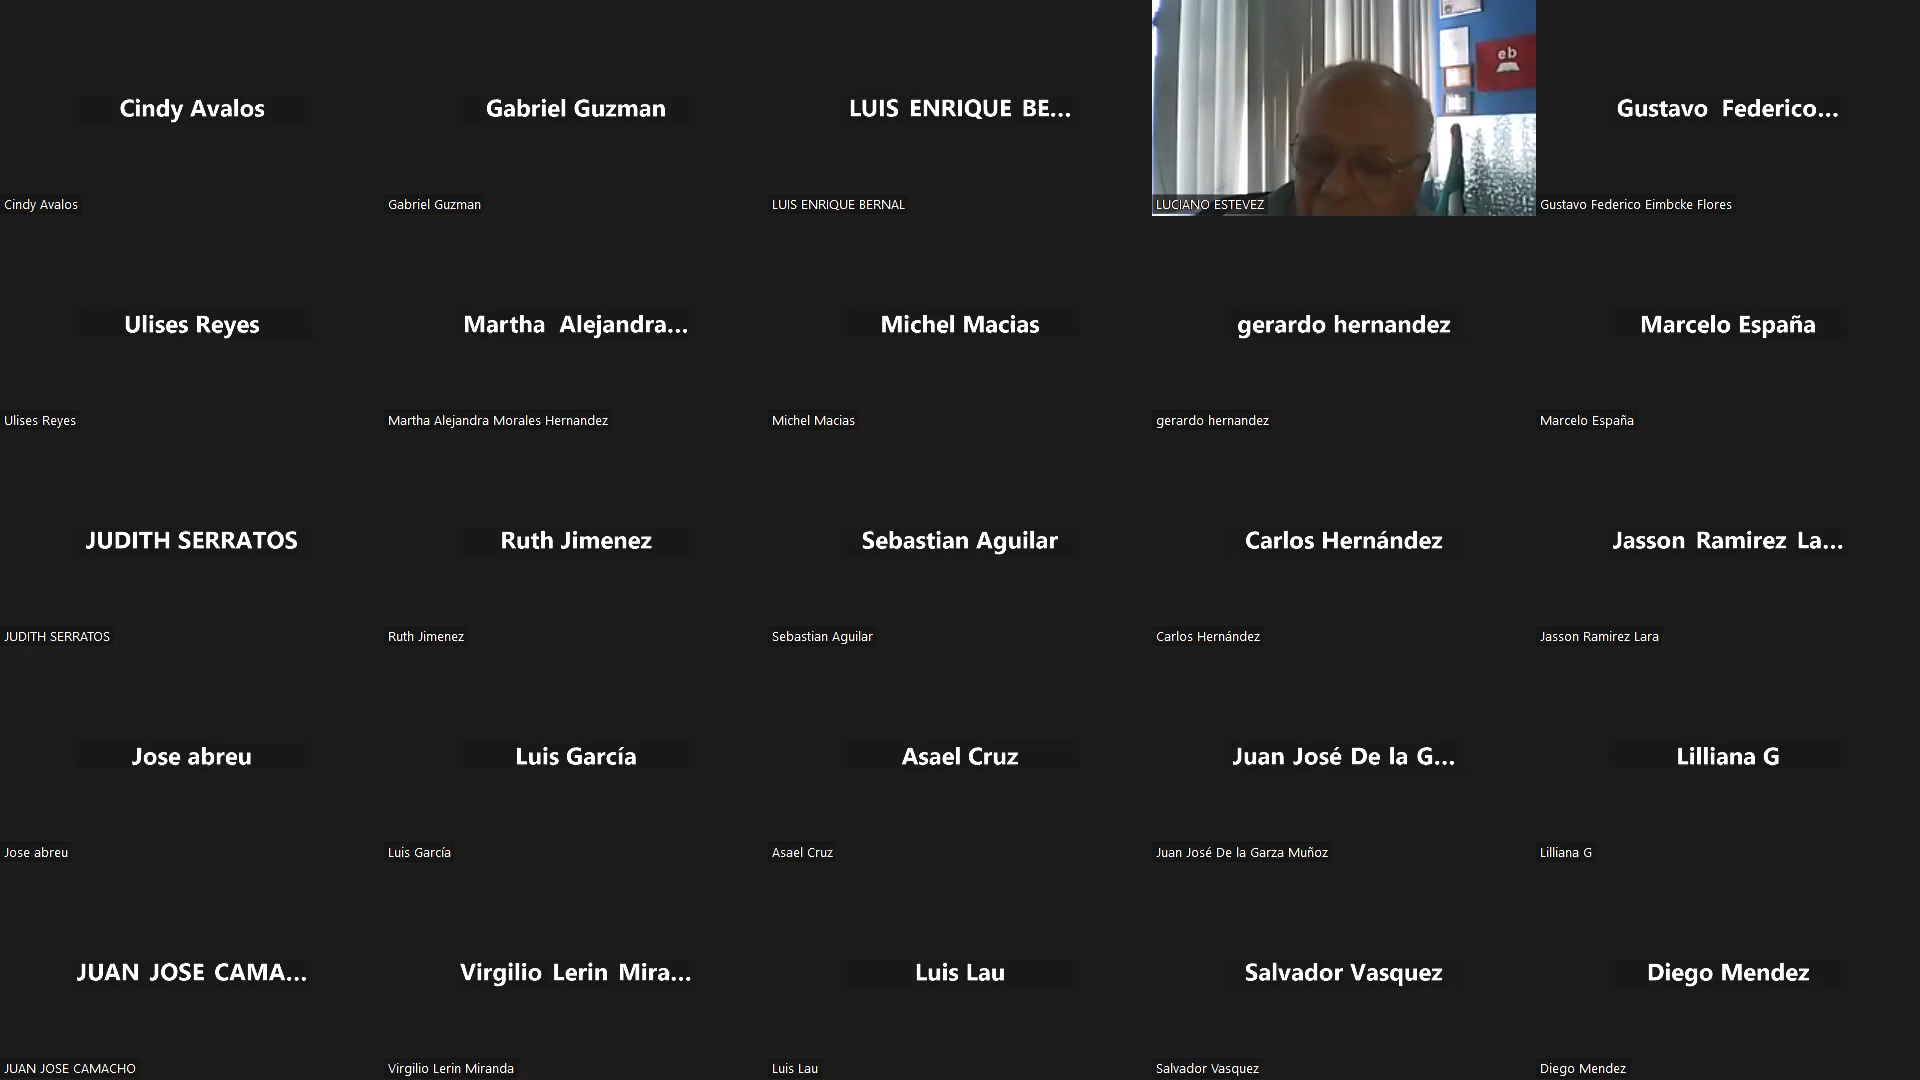 Cindy Avalos
Gabriel Guzman
LUIS ENRIQUE BE...
eb
Gustavo Federico...
Cindy Avalos
Gabriel Guzman
LUIS ENRIQUE BERNAL
LUCIANO ESTEVEZ
Gustavo Federico Eimbcke Flores
Ulises Reyes
Martha Alejandra...
Michel Macias
gerardo hernandez
Marcelo España
Ulises Reyes
Martha Alejandra Morales Hernandez
Michel Macias
gerardo hernandez
Marcelo España
JUDITH SERRATOS
Ruth Jimenez
Sebastian Aguilar
Carlos Hernández
Jasson Ramirez La...
JUDITH SERRATOS
Ruth Jimenez
Sebastian Aguilar
Carlos Hernández
Jasson Ramirez Lara
Jose abreu
Luis García
Asael Cruz
Juan José De la G...
Lilliana G
Jose abreu
Luis García
Asael Cruz
Juan José De la Garza Muñoz
Lilliana G
JUAN JOSE CAMA...
Virgilio Lerin Mira...
Luis Lau
Salvador Vasquez
Diego Mendez
JUAN JOSE CAMACHO
Virgilio Lerin Miranda
Luis Lau
Salvador Vasquez
Diego Mendez